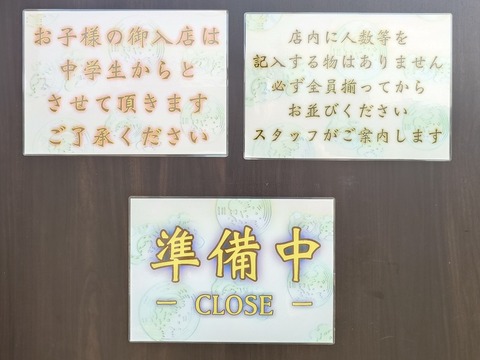 お子様の御入店は
中学生からと
させて頂きます
ご了承ください
店内に人数等を
記入する物はありません
必ず全員揃ってから
お並びください
スタッフがご案内します
準備中
— CLOSE —